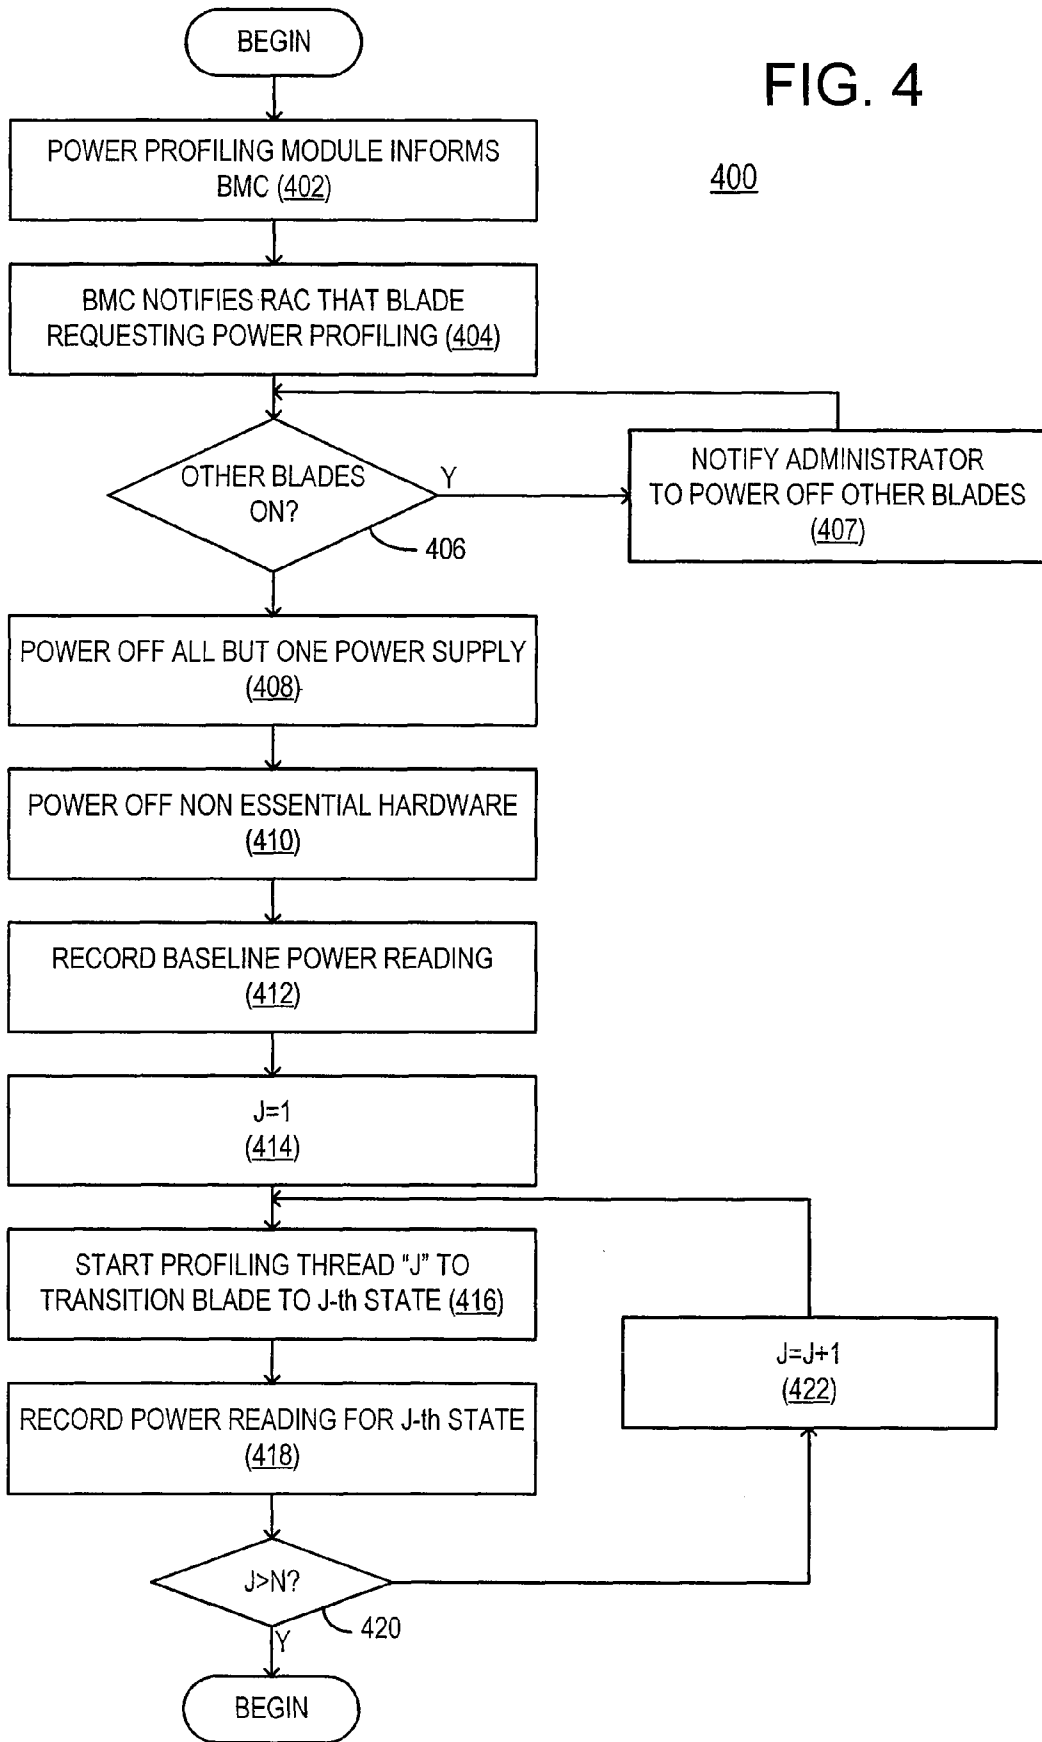 BEGIN
FIG. 4
400
POWER PROFILING MODULE INFORMS
BMC (402)
BMC NOTIFIES RAC THAT BLADE
REQUESTING POWER PROFILING (404)
OTHER BLADES
ON?
Y
406
NOTIFY ADMINISTRATOR
TO POWER OFF OTHER BLADES
(407)
POWER OFF ALL BUT ONE POWER SUPPLY
(408)
POWER OFF NON ESSENTIAL HARDWARE
(410)
RECORD BASELINE POWER READING
(412)
J=1
(414)
START PROFILING THREAD "J" TO
TRANSITION BLADE TO J-th STATE (416)
J=J+1
(422)
RECORD POWER READING FOR J-th STATE
(418)
J>N?
420
Y
BEGIN